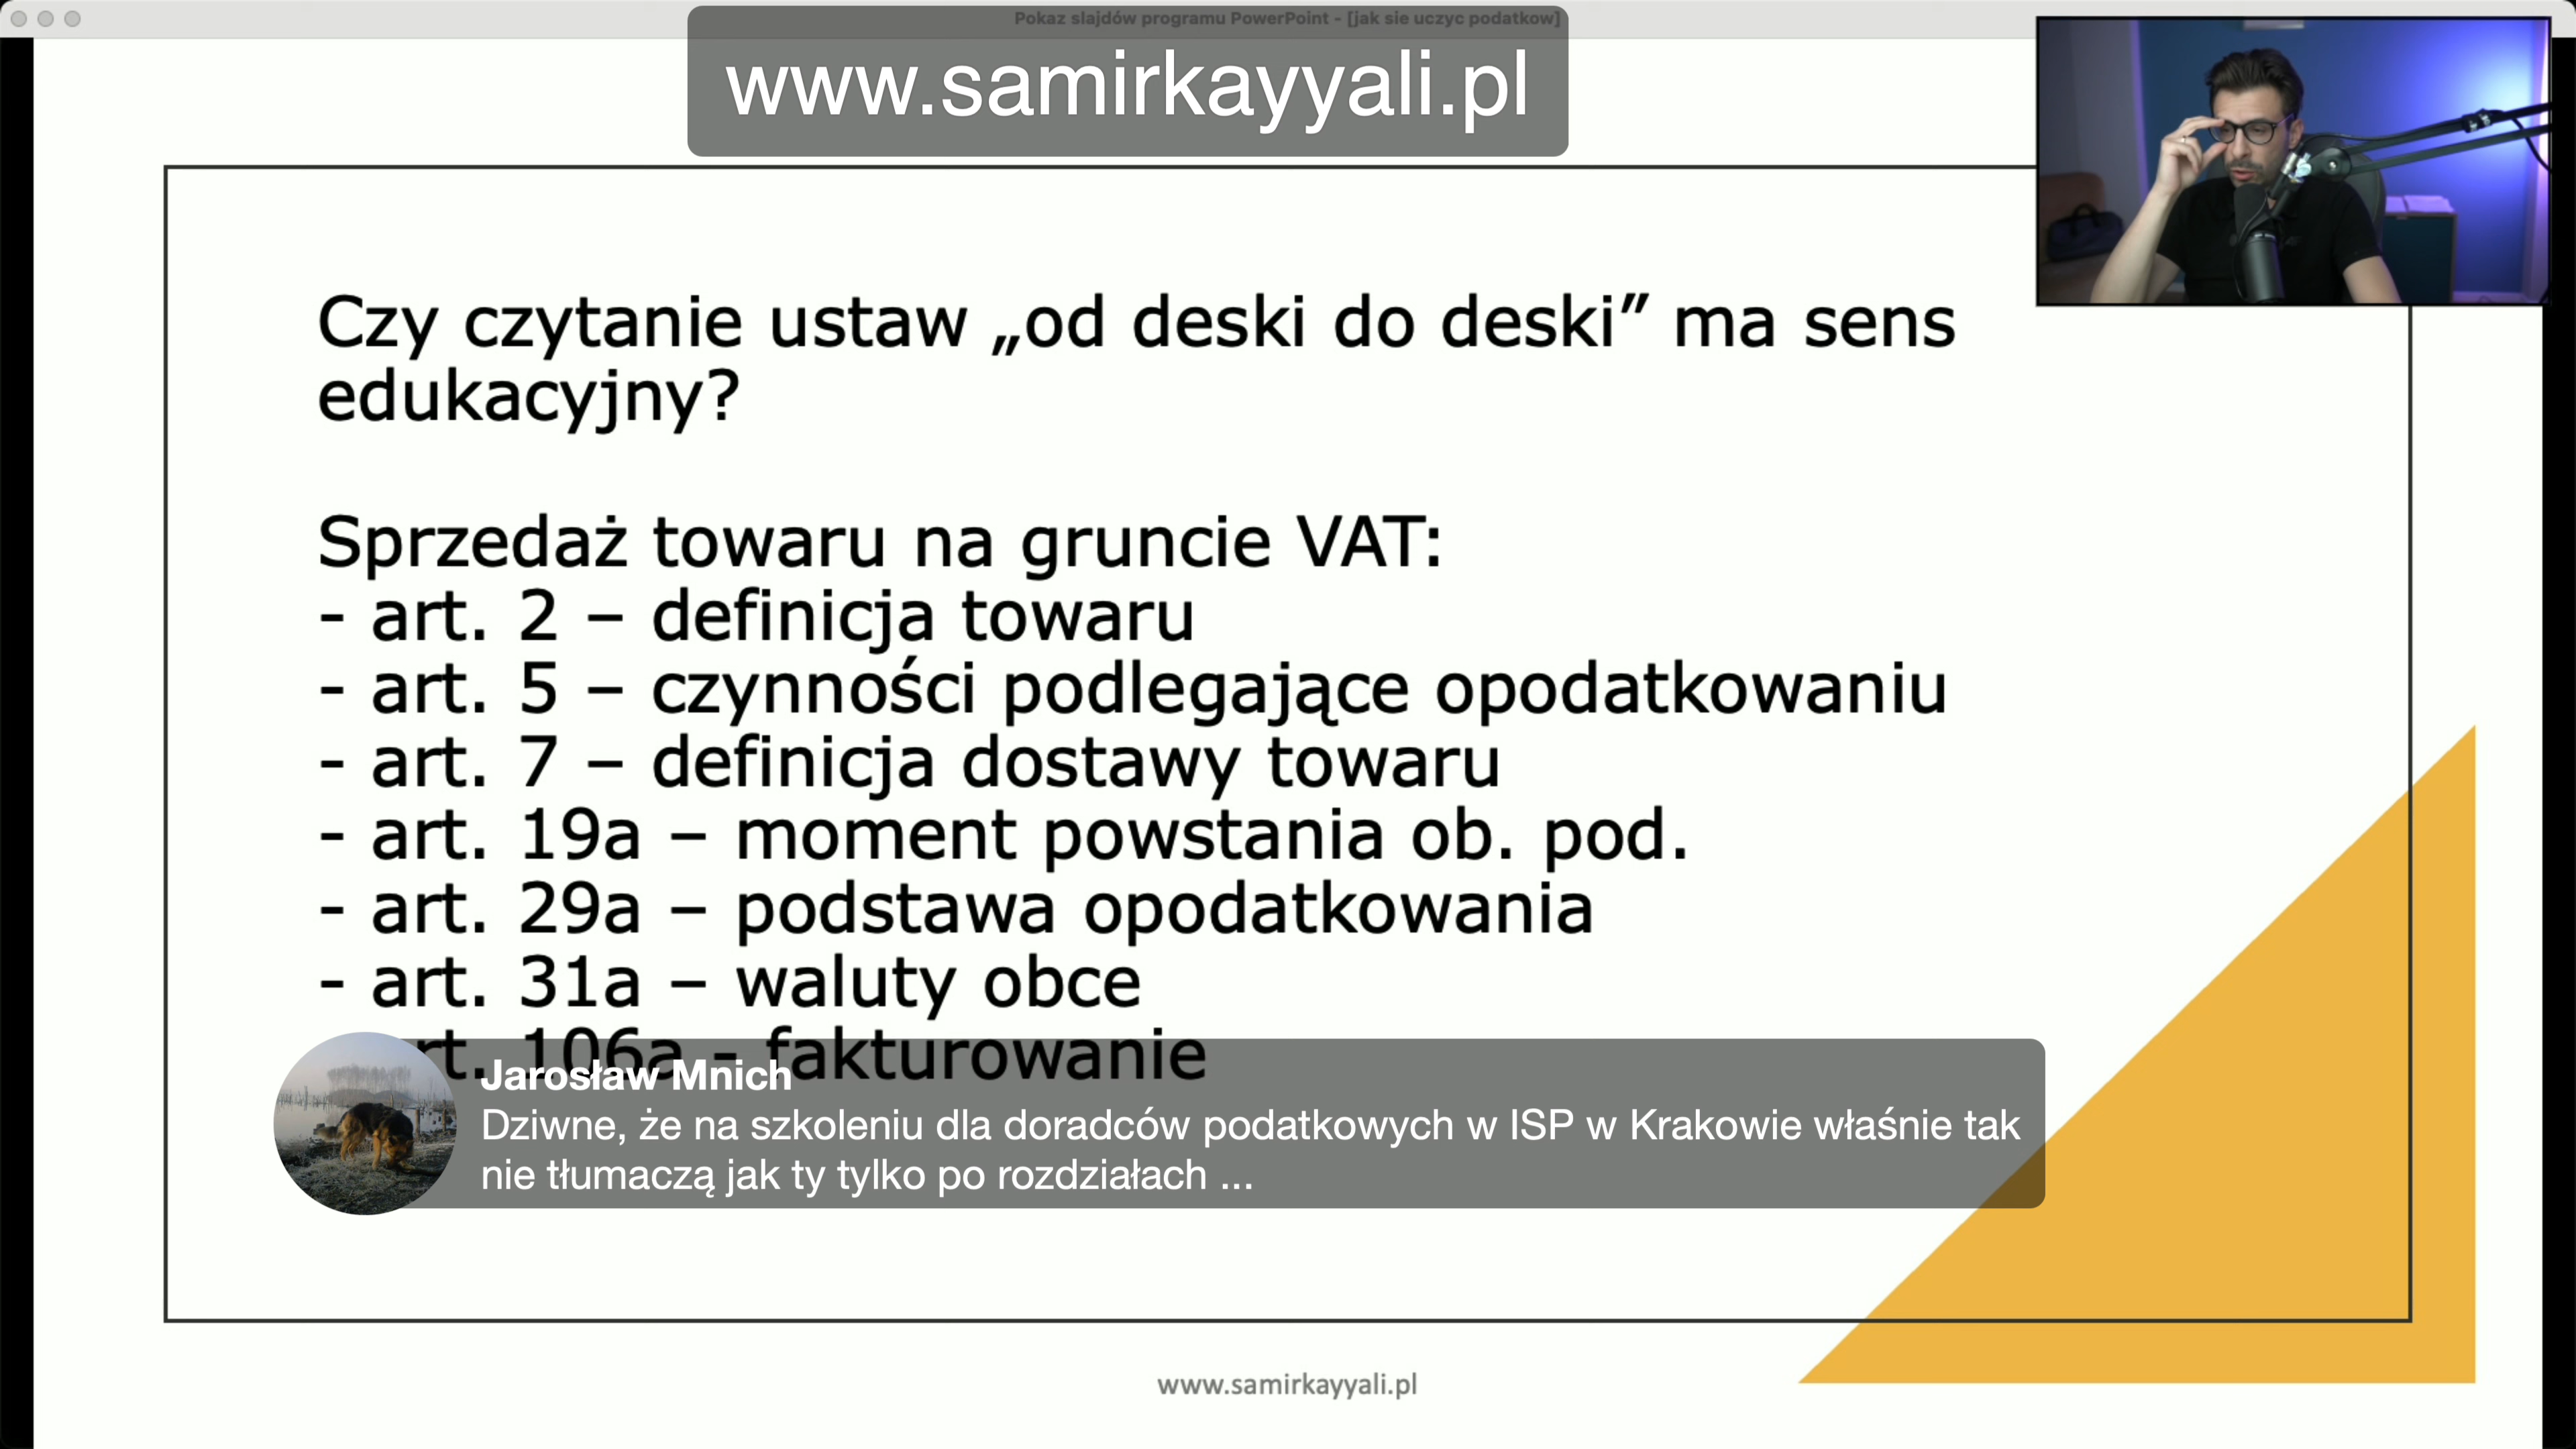 Pokaz slajdów programu PowerPoint - [jak sie uczyc podatkow]
www.samirkayyali.pl
Czy czytanie ustaw „od deski do deski” ma sens
edukacyjny?
Sprzedaż towaru na gruncie VAT:
- art. 2 – definicja towaru
- art. 5 – czynności podlegające opodatkowaniu
- art. 7 – definicja dostawy towaru
- art. 19a – moment powstania ob. pod.
- art. 29a – podstawa opodatkowania
- art. 31a – waluty obce
art. 106a - fakturowanie
Jarosław Mnich
Dziwne, że na szkoleniu dla doradców podatkowych w ISP w Krakowie właśnie tak
nie tłumaczą jak ty tylko po rozdziałach ...
www.samirkayyali.pl